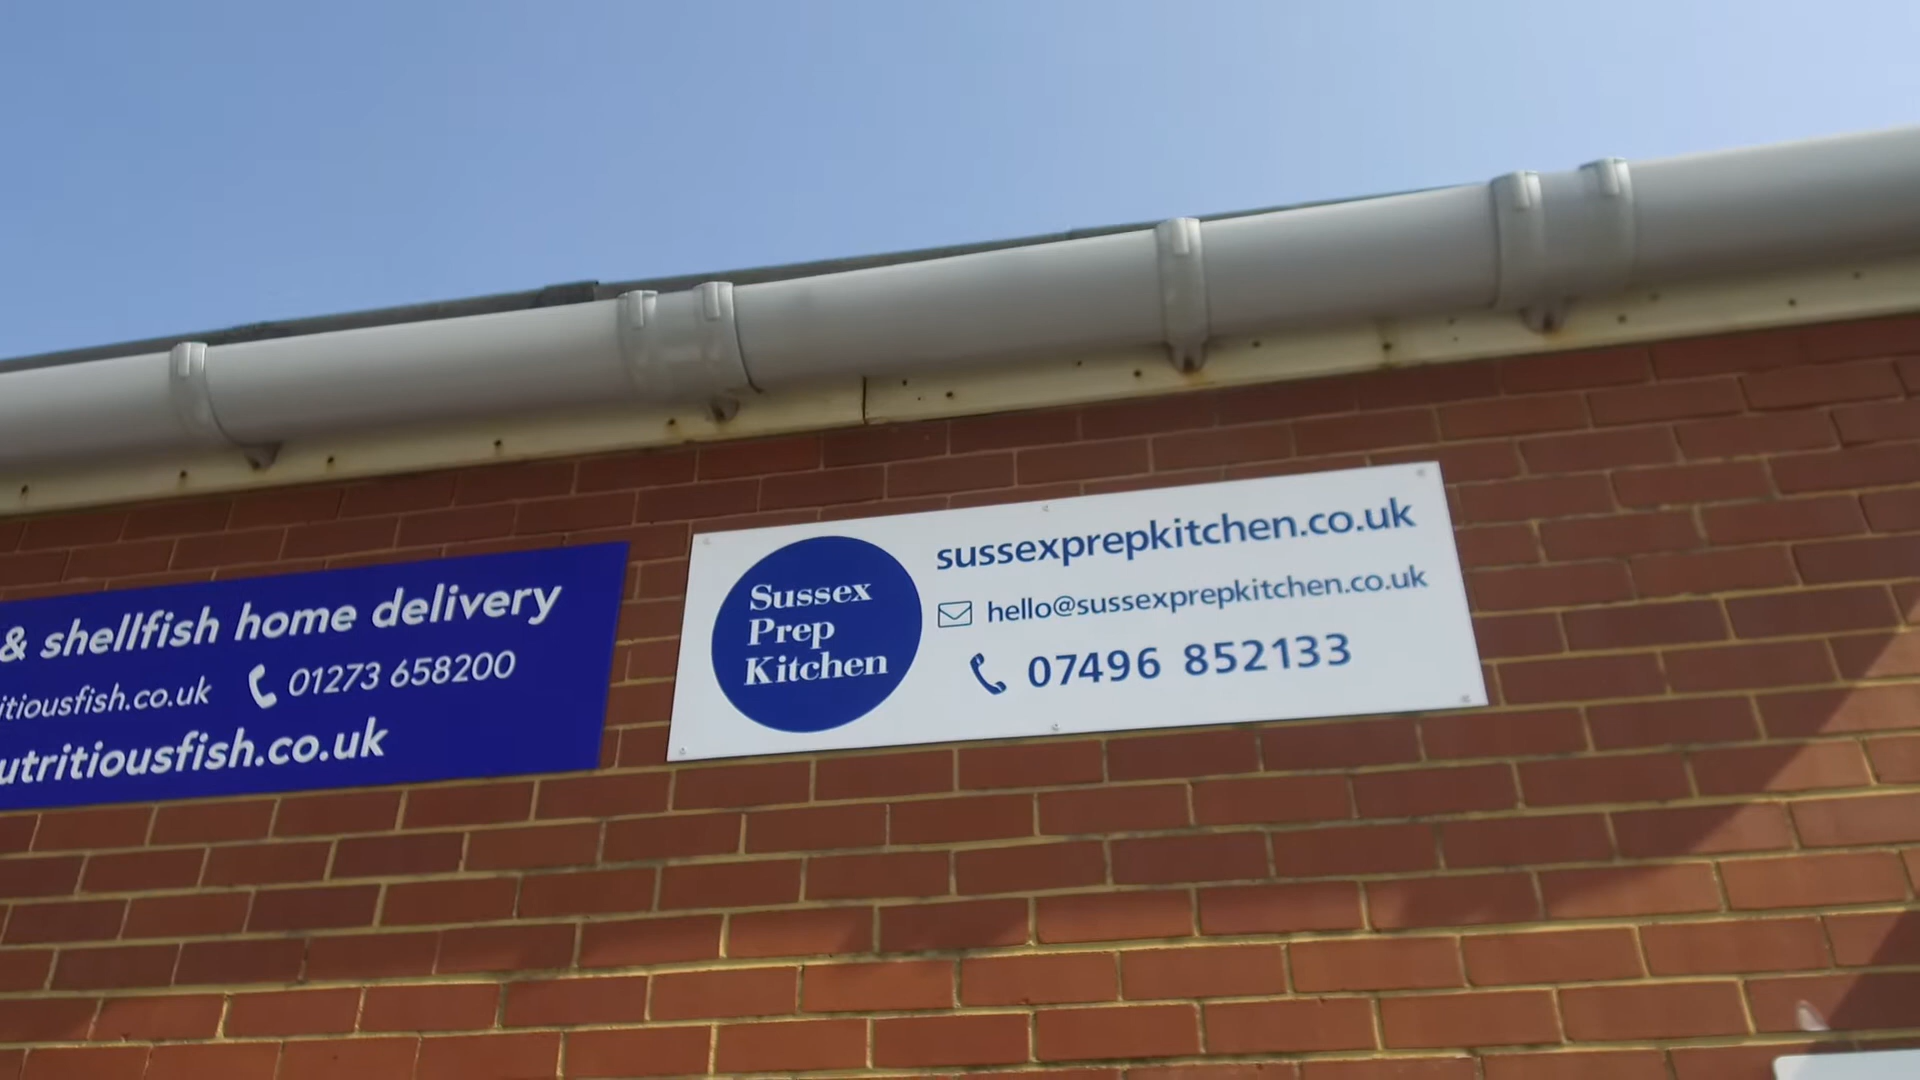 & shellfish home delivery
itiousfish.co.uk 01273 658200
utritiousfish.co.uk
Sussex
Prep
Kitchen
sussexprepkitchen.co.uk
hello@sussexprepkitchen.co.uk
07496 852133